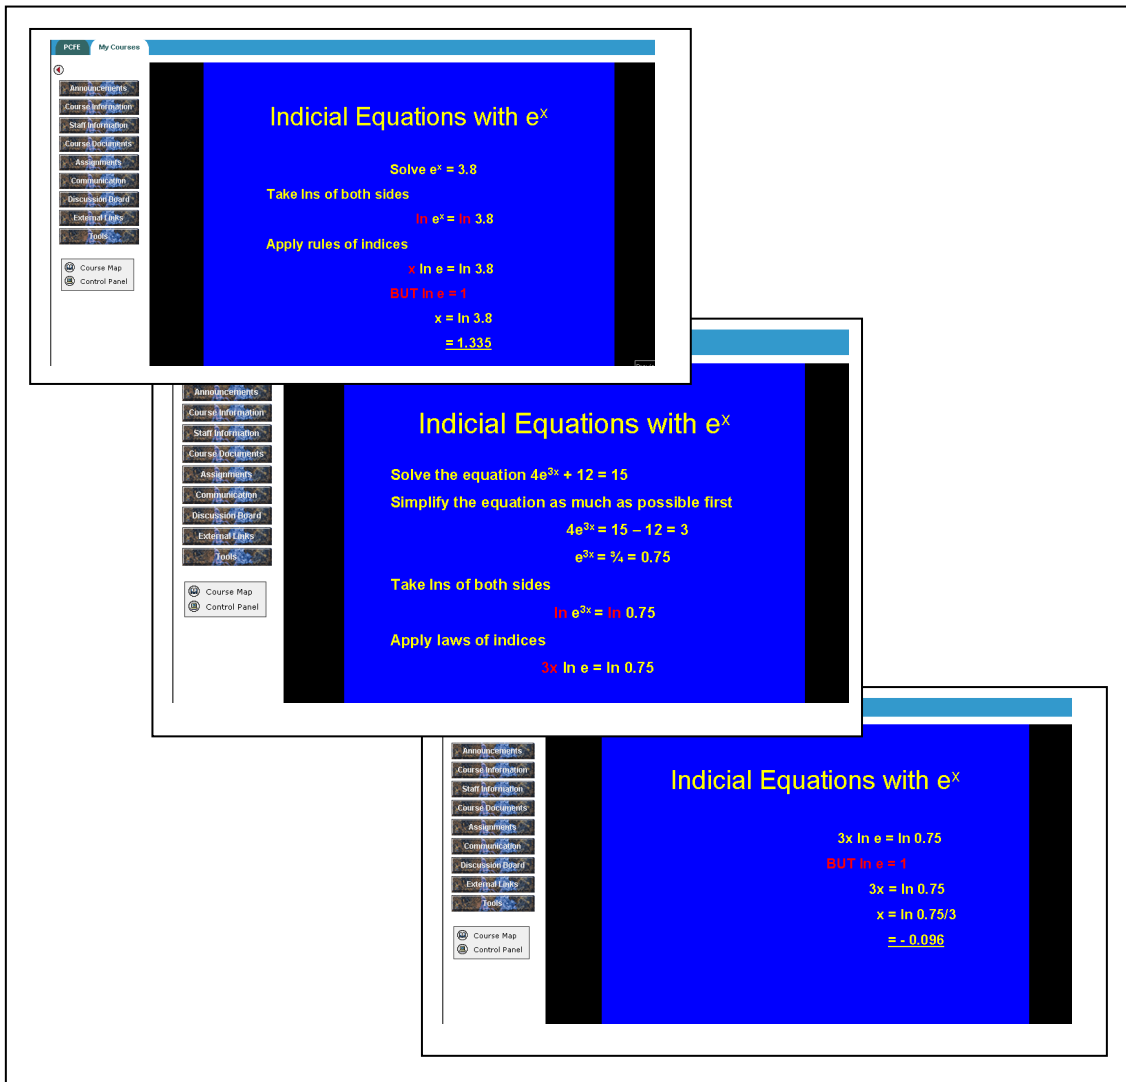 PCFE My Courses
Announcements
Course Information
Staff Information
Course Documents
Assignments
Communication
Discussion Board
External Links
Tools
Course Map
Control Panel
Indicial Equations with eˣ
Solve eˣ = 3.8
Take lns of both sides
ln eˣ = ln 3.8
Apply rules of indices
x ln e = ln 3.8
BUT ln e = 1
x = ln 3.8
= 1.335
Announcements
Course Information
Staff Information
Course Documents
Assignments
Communication
Discussion Board
External Links
Tools
Course Map
Control Panel
Indicial Equations with eˣ
Solve the equation 4e³ˣ + 12 = 15
Simplify the equation as much as possible first
4e³ˣ = 15 – 12 = 3
e³ˣ = ¾ = 0.75
Take lns of both sides
ln e³ˣ = ln 0.75
Apply laws of indices
3x ln e = ln 0.75
Announcements
Course Information
Staff Information
Course Documents
Assignments
Communication
Discussion Board
External Links
Tools
Course Map
Control Panel
Indicial Equations with eˣ
3x ln e = ln 0.75
BUT ln e = 1
3x = ln 0.75
x = ln 0.75/3
= - 0.096